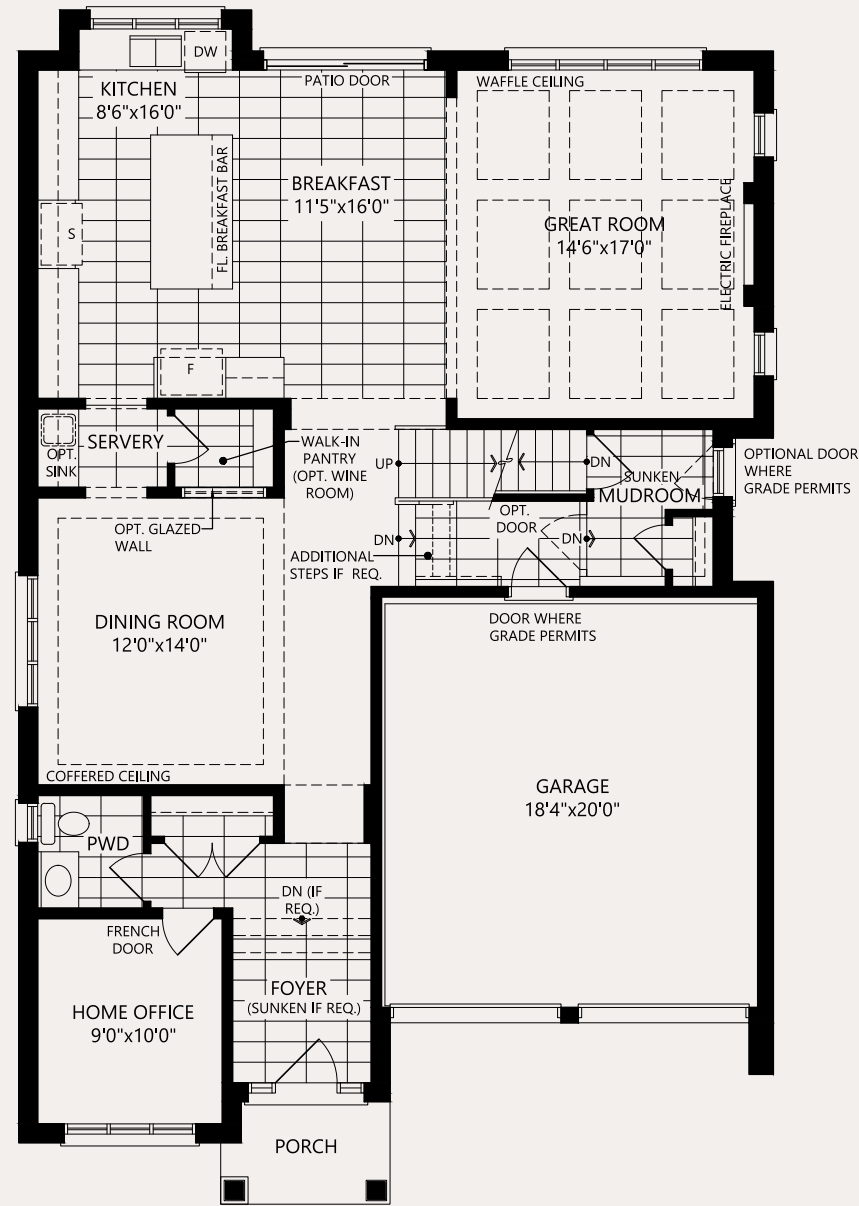 DW
KITCHEN
8'6"x16'0"
PATIO DOOR
WAFFLE CEILING
BREAKFAST
11'5"x16'0"
FL. BREAKFAST BAR
S
GREAT ROOM
14'6"x17'0"
ELECTRIC FIREPLACE
F
SERVERY
OPT.
SINK
WALK-IN
PANTRY
(OPT. WINE
ROOM)
UP
DN
SUNKEN
MUDROOM
OPTIONAL DOOR
WHERE
GRADE PERMITS
OPT. GLAZED
WALL
OPT.
DOOR
DN
DN
ADDITIONAL
STEPS IF REQ.
DINING ROOM
12'0"x14'0"
DOOR WHERE
GRADE PERMITS
COFFERED CEILING
GARAGE
18'4"x20'0"
PWD
DN (IF
REQ.)
FRENCH
DOOR
FOYER
(SUNKEN IF REQ.)
HOME OFFICE
9'0"x10'0"
PORCH